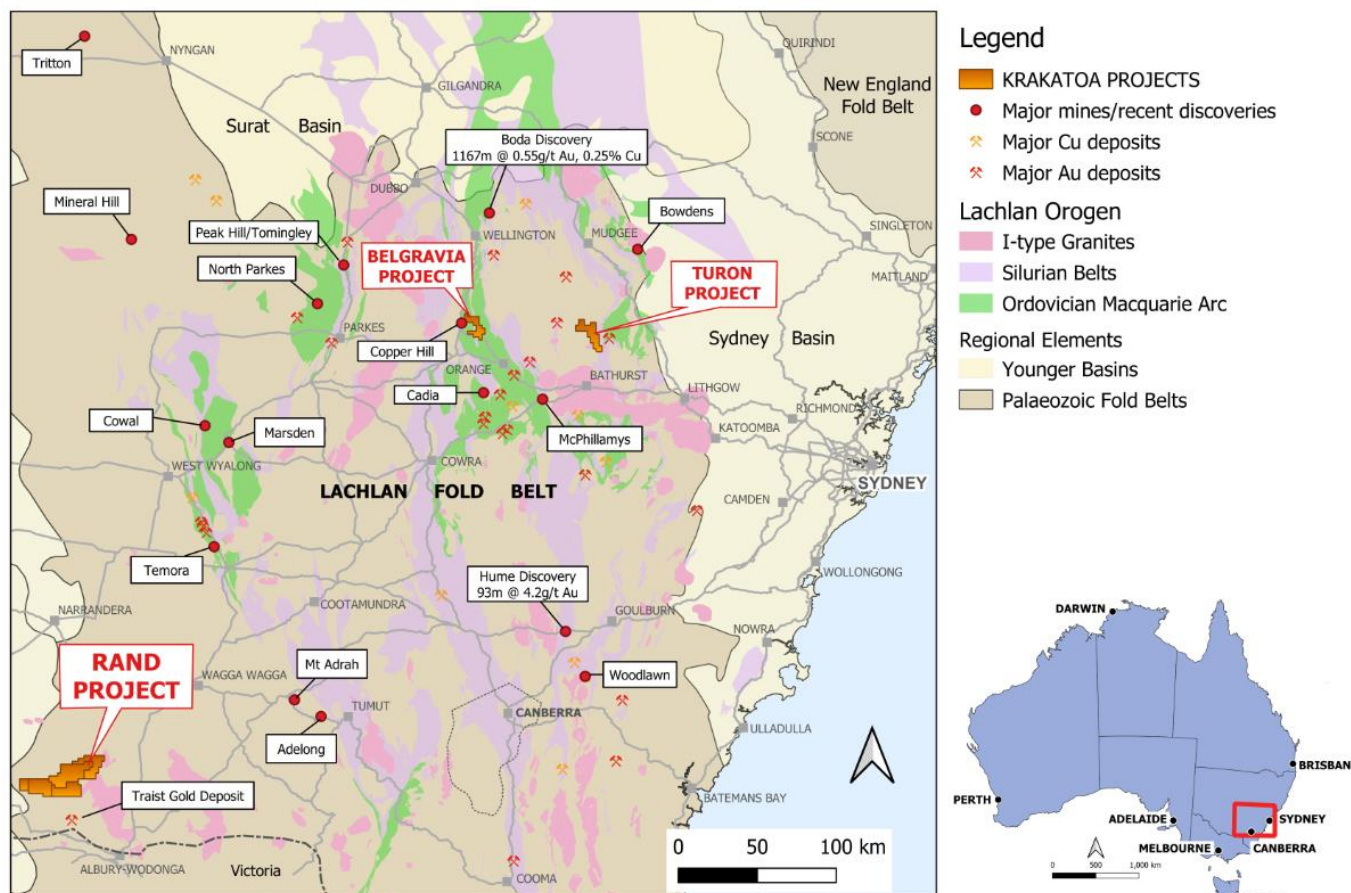 Tritton
NYNGAN
QUIRINDI
New England
Fold Belt
GILGANDRA
Surat Basin
SCONE
Boda Discovery
1167m @ 0.55g/t Au, 0.25% Cu
DUBBO
Mineral Hill
Peak Hill/Tomingley
WELLINGTON
MUDGEE
Bowdens
SINGLETON
BELGRAVIA
PROJECT
TURON
PROJECT
MAITLAND
North Parkes
PARKES
Copper Hill
Sydney Basin
ORANGE
BATHURST
LITHGOW
Cadia
RICHMOND
Cowal
Marsden
McPhillamys
KATOOMBA
WEST WYALONG
COWRA
SYDNEY
LACHLAN FOLD BELT
CAMDEN
Temora
WOLLONGONG
Hume Discovery
93m @ 4.2g/t Au
NARRANDERA
COOTAMUNDRA
GOULBURN
NOWRA
RAND
PROJECT
WAGGA WAGGA
Mt Adrah
Woodlawn
TUMUT
CANBERRA
ULLADULLA
Adelong
Traist Gold Deposit
BATEMANS BAY
ALBURY-WODONGA
Victoria
COOMA
0 50 100 km
Legend
KRAKATOA PROJECTS
Major mines/recent discoveries
Major Cu deposits
Major Au deposits
Lachlan Orogen
I-type Granites
Silurian Belts
Ordovician Macquarie Arc
Regional Elements
Younger Basins
Palaeozoic Fold Belts
DARWIN
BRISBANE
PERTH
ADELAIDE
SYDNEY
MELBOURNE
CANBERRA
0 500 1,000 km